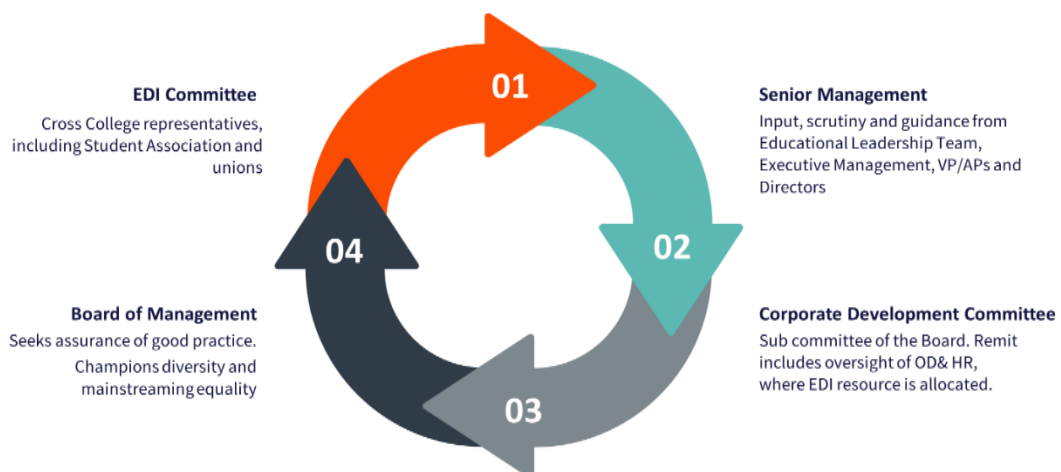 EDI Committee
Cross College representatives,
including Student Association and
unions
01
Senior Management
Input, scrutiny and guidance from
Educational Leadership Team,
Executive Management, VP/APs and
Directors
02
Corporate Development Committee
Sub committee of the Board. Remit
includes oversight of OD& HR,
where EDI resource is allocated.
03
Board of Management
Seeks assurance of good practice.
Champions diversity and
mainstreaming equality
04